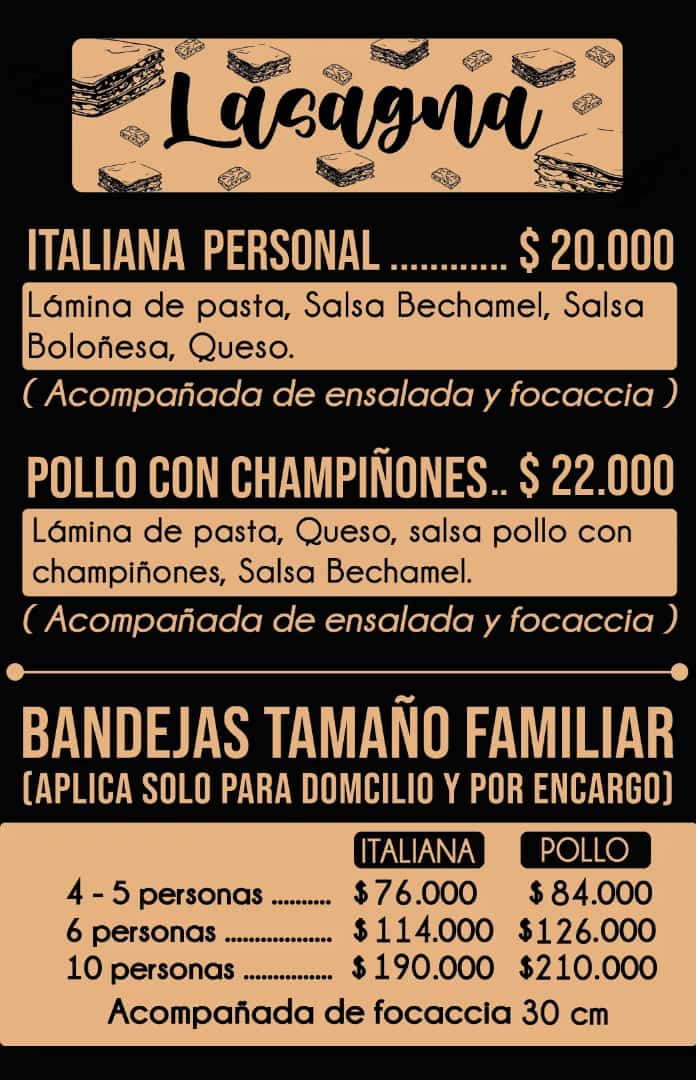 Lasagna
ITALIANA PERSONAL ............ $ 20.000
Lámina de pasta, Salsa Bechamel, Salsa
Boloñesa, Queso.
( Acompañada de ensalada y focaccia )
POLLO CON CHAMPIÑONES.. $ 22.000
Lámina de pasta, Queso, salsa pollo con
champiñones, Salsa Bechamel.
( Acompañada de ensalada y focaccia )
BANDEJAS TAMAÑO FAMILIAR
(APLICA SOLO PARA DOMCILIO Y POR ENCARGO)
ITALIANA POLLO
4 - 5 personas .......... $ 76.000 $ 84.000
6 personas .................. $ 114.000 $126.000
10 personas ............... $ 190.000 $210.000
Acompañada de focaccia 30 cm